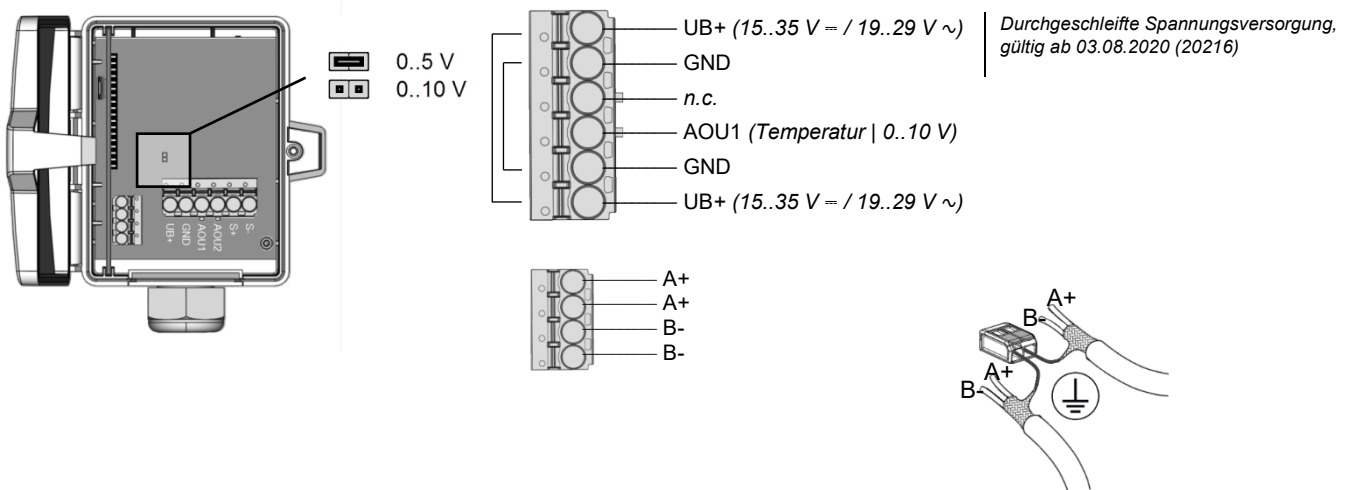 0..5 V
0..10 V
UB+ (15..35 V ⎓ / 19..29 V ∿)
GND
n.c.
AOU1 (Temperatur | 0..10 V)
GND
UB+ (15..35 V ⎓ / 19..29 V ∿)
Durchgeschleifte Spannungsversorgung,
gültig ab 03.08.2020 (20216)
UB+
GND
AOU1
AOU2
S+
S-
A+
A+
B-
B-
A+
B-
A+
B-